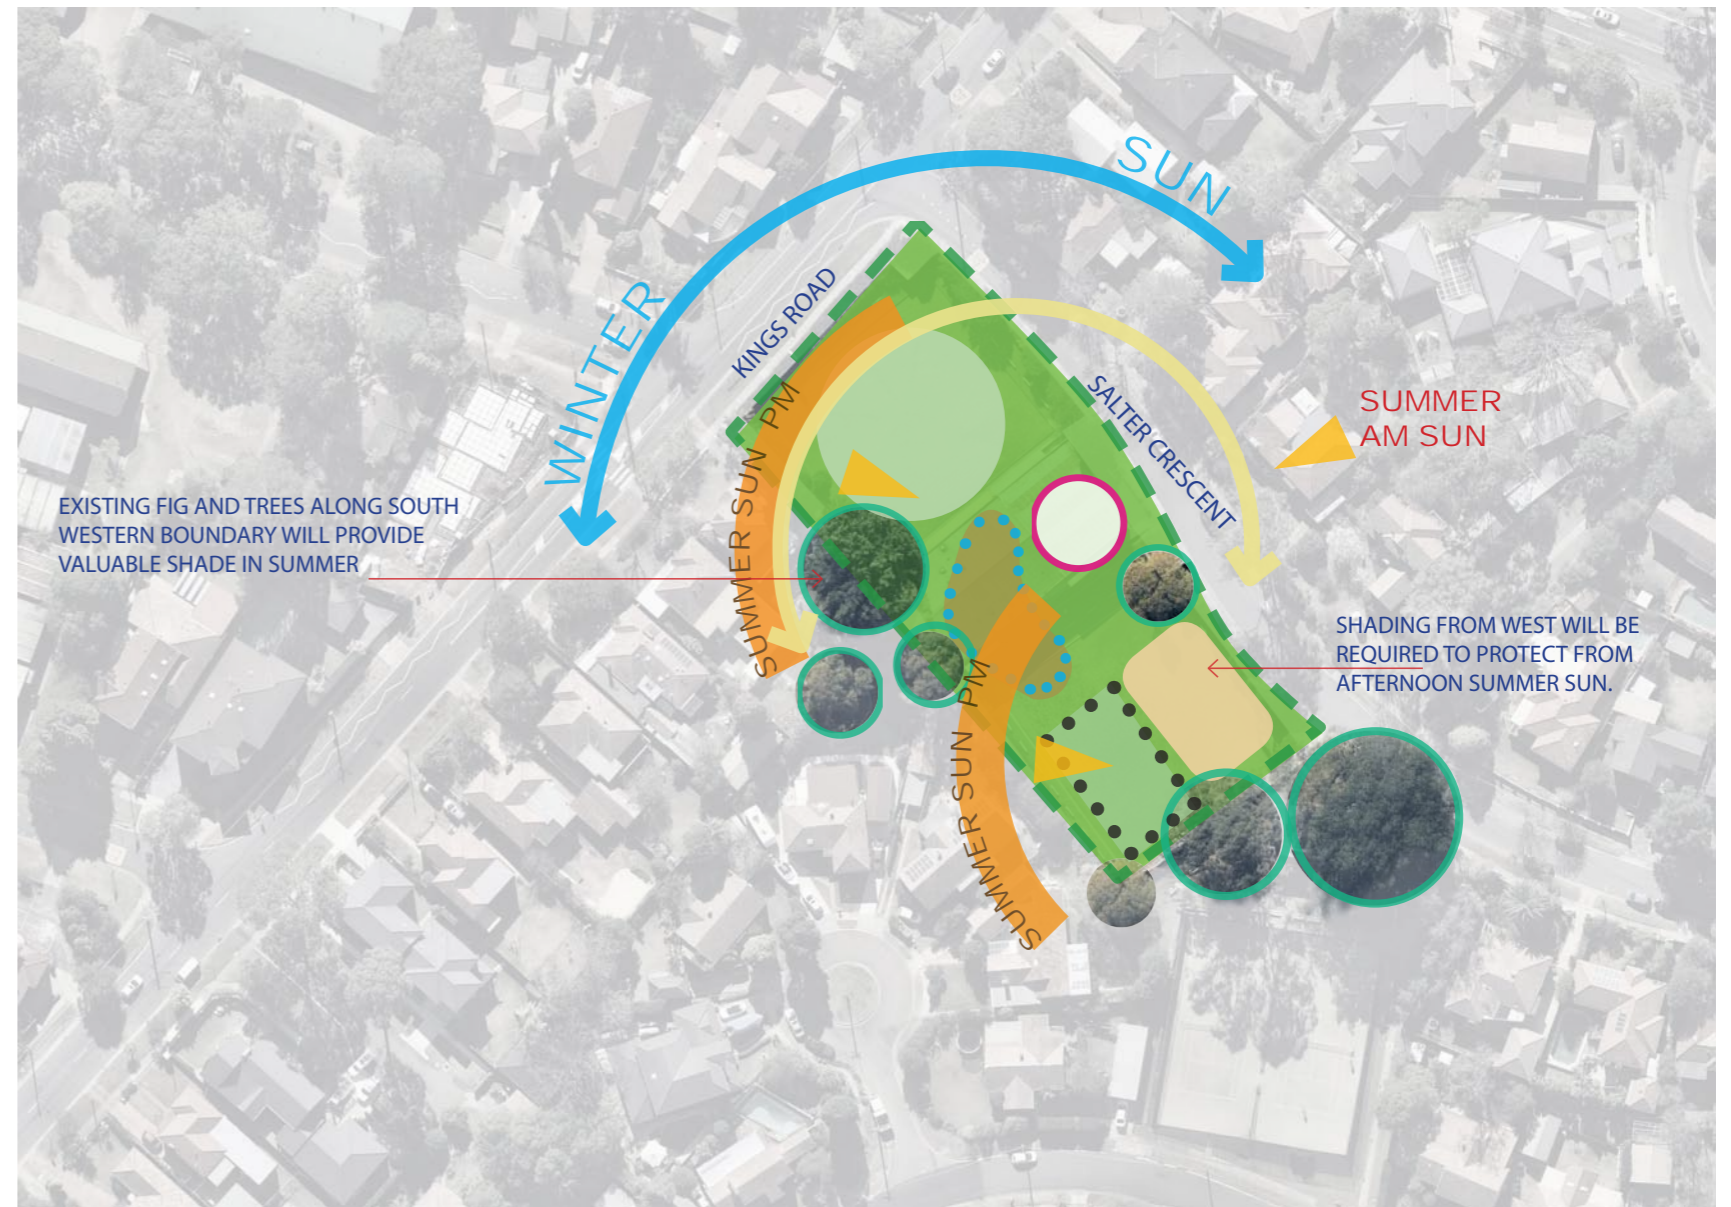 SUN
WINTER
KINGS ROAD
SALTER CRESCENT
SUMMER
AM SUN
SUMMER SUN PM
EXISTING FIG AND TREES ALONG SOUTH
WESTERN BOUNDARY WILL PROVIDE
VALUABLE SHADE IN SUMMER
SHADING FROM WEST WILL BE
REQUIRED TO PROTECT FROM
AFTERNOON SUMMER SUN.
SUMMER SUN PM